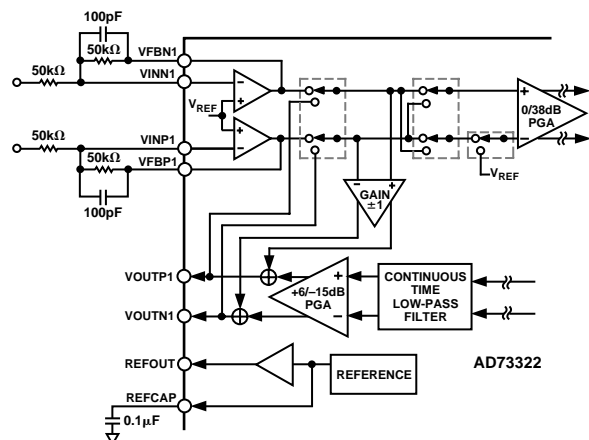 100pF
50kΩ
VFBN1
50kΩ
VINN1
VREF
0/38dB
PGA
50kΩ
VINP1
50kΩ
VFBP1
100pF
VREF
GAIN
±1
VOUTP1
+6/–15dB
PGA
CONTINUOUS
TIME
LOW-PASS
FILTER
VOUTN1
REFOUT
REFERENCE
AD73322
REFCAP
0.1μF